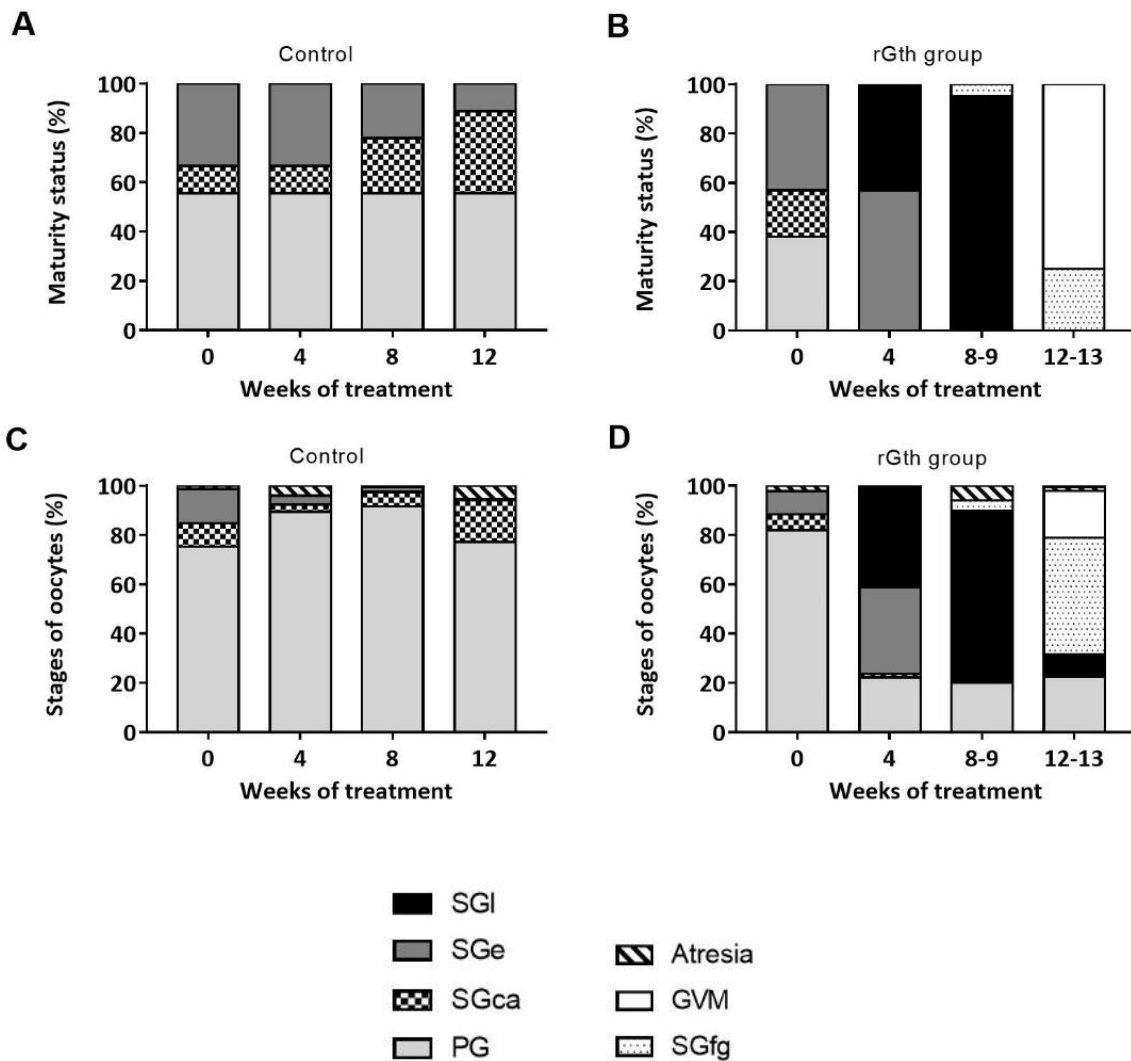 A
Control
Maturity status (%)
100
80
60
40
20
0
0 4 8 12
Weeks of treatment
B
rGth group
Maturity status (%)
100
80
60
40
20
0
0 4 8-9 12-13
Weeks of treatment
C
Control
Stages of oocytes (%)
100
80
60
40
20
0
0 4 8 12
Weeks of treatment
D
rGth group
Stages of oocytes (%)
100
80
60
40
20
0
0 4 8-9 12-13
Weeks of treatment
SGl
SGe
SGca
PG
Atresia
GVM
SGfg